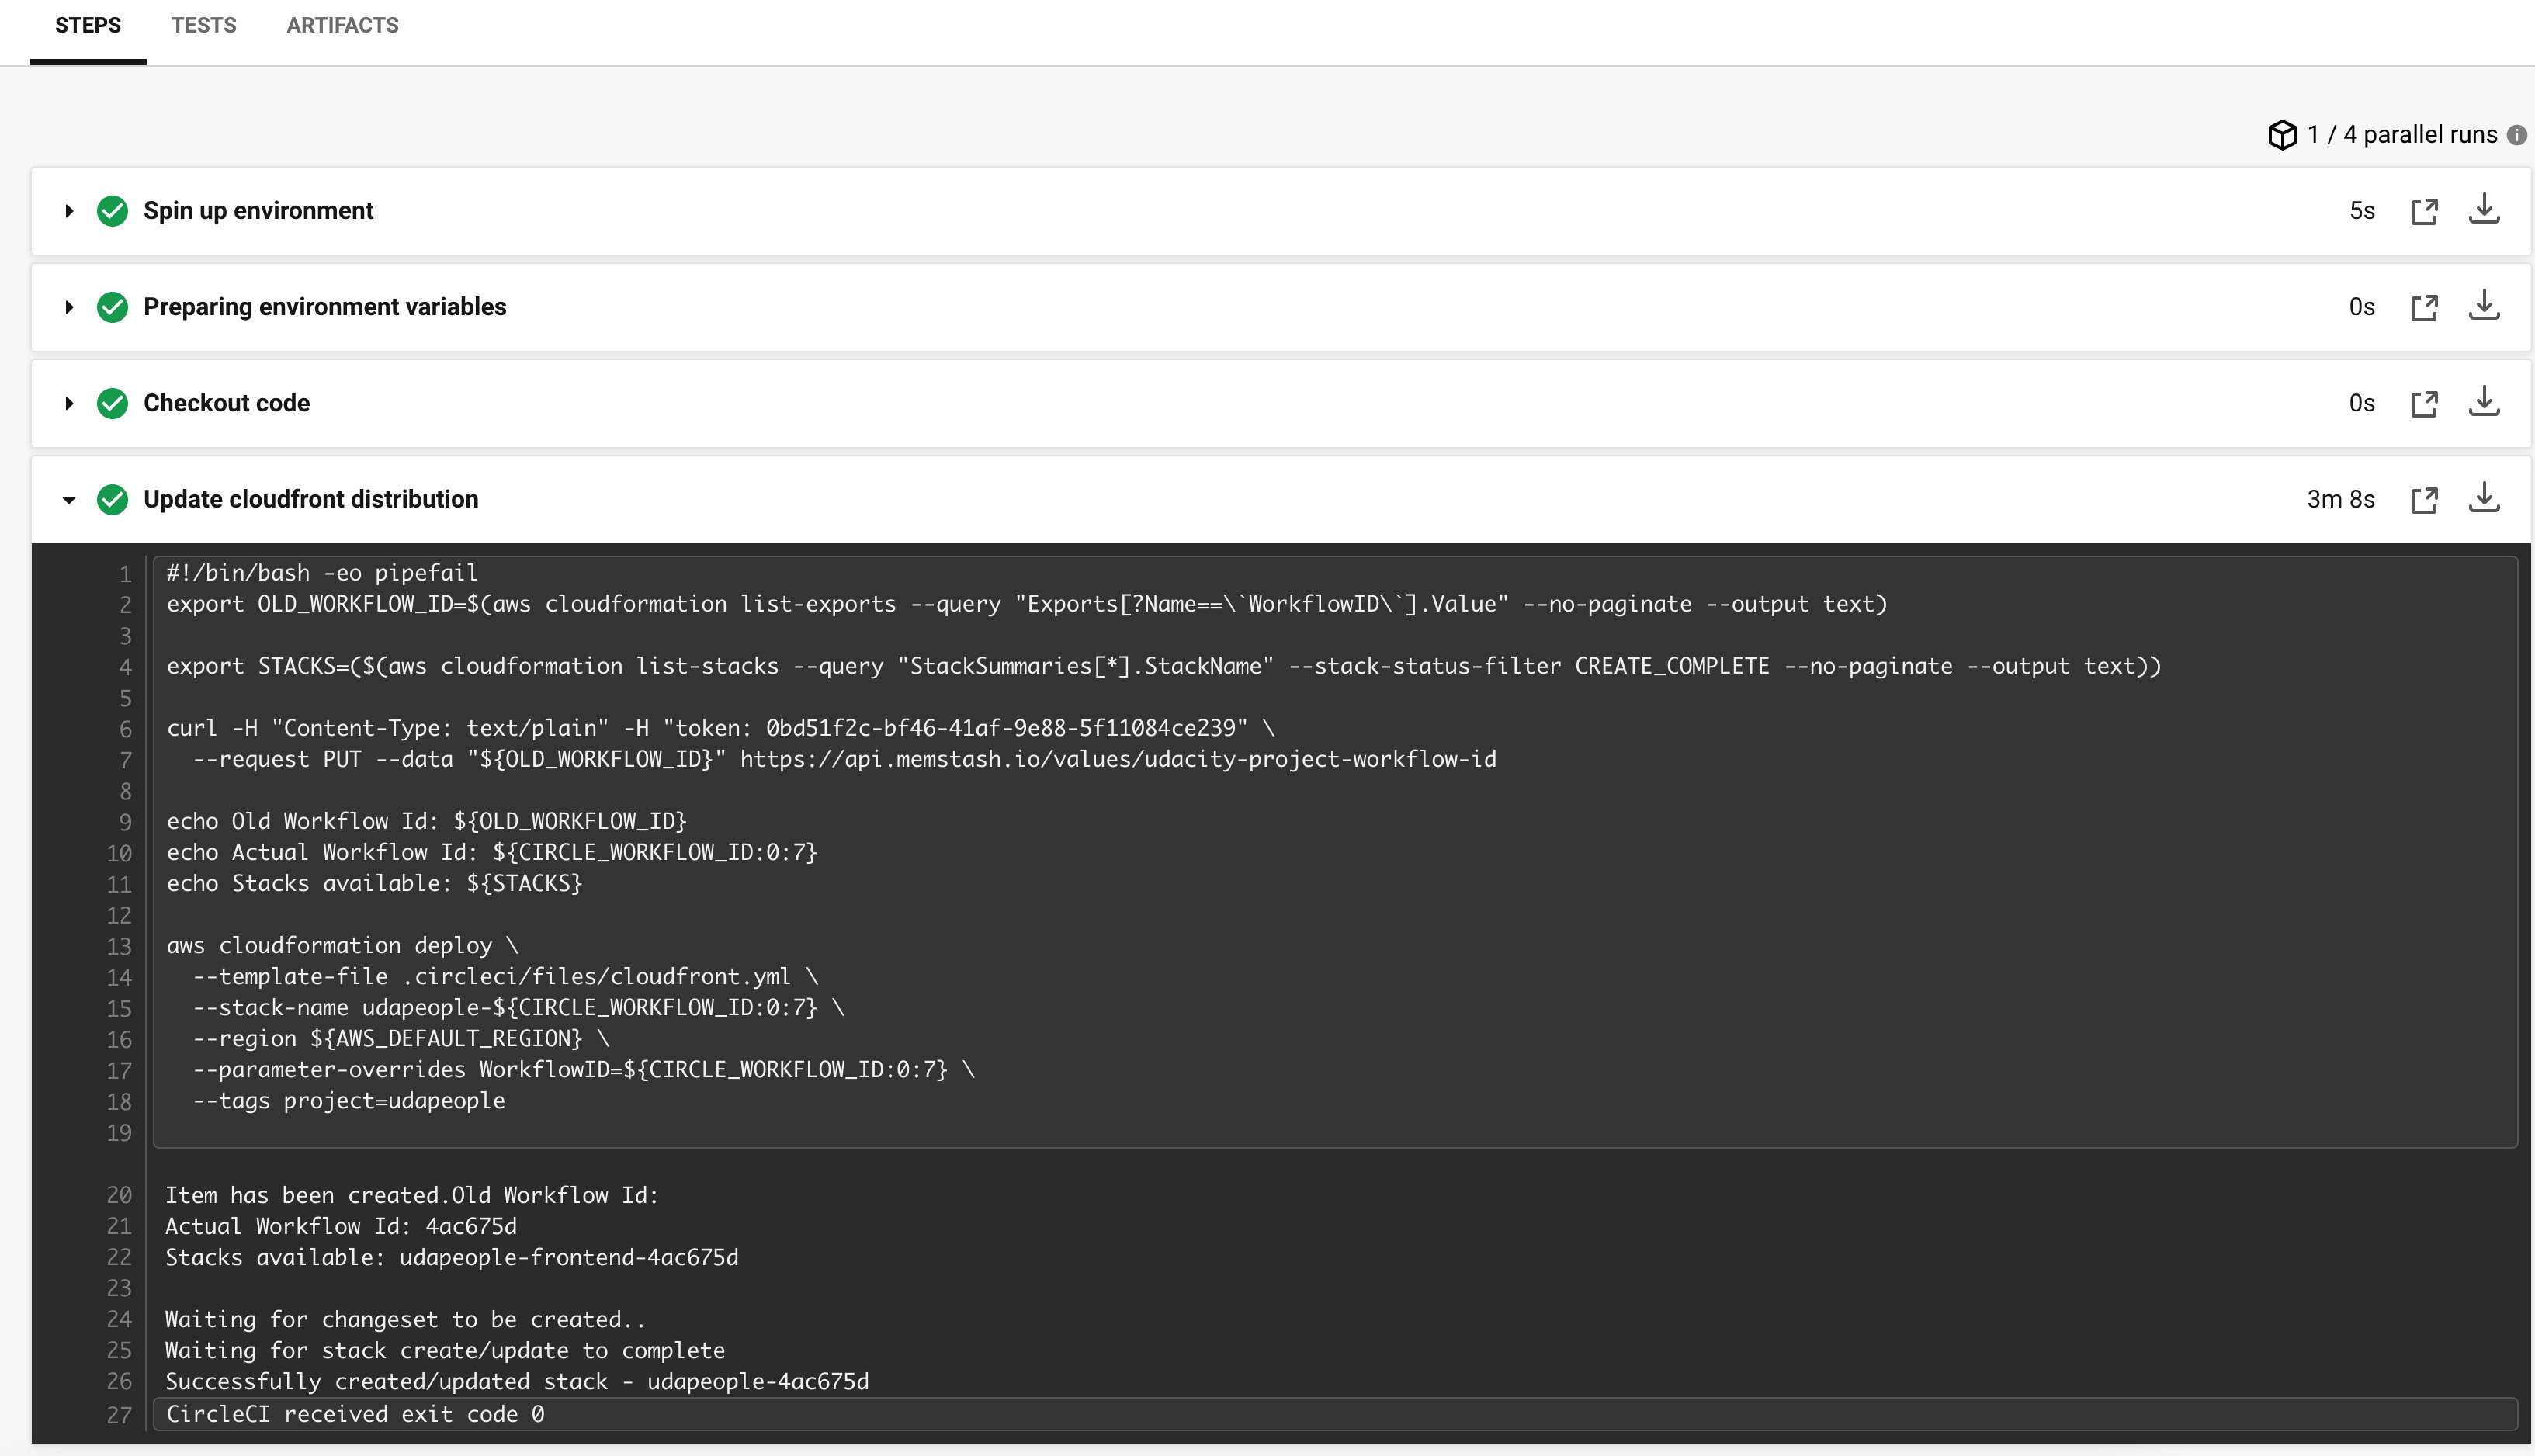 STEPS TESTS ARTIFACTS
1 / 4 parallel runs
Spin up environment 5s
Preparing environment variables 0s
Checkout code 0s
Update cloudfront distribution 3m 8s
1 #!/bin/bash -eo pipefail
2 export OLD_WORKFLOW_ID=$(aws cloudformation list-exports --query "Exports[?Name==\`WorkflowID\`].Value" --no-paginate --output text)
3
4 export STACKS=($(aws cloudformation list-stacks --query "StackSummaries[*].StackName" --stack-status-filter CREATE_COMPLETE --no-paginate --output text))
5
6 curl -H "Content-Type: text/plain" -H "token: 0bd51f2c-bf46-41af-9e88-5f11084ce239" \
7 --request PUT --data "${OLD_WORKFLOW_ID}" https://api.memstash.io/values/udacity-project-workflow-id
8
9 echo Old Workflow Id: ${OLD_WORKFLOW_ID}
10 echo Actual Workflow Id: ${CIRCLE_WORKFLOW_ID:0:7}
11 echo Stacks available: ${STACKS}
12
13 aws cloudformation deploy \
14 --template-file .circleci/files/cloudfront.yml \
15 --stack-name udapeople-${CIRCLE_WORKFLOW_ID:0:7} \
16 --region ${AWS_DEFAULT_REGION} \
17 --parameter-overrides WorkflowID=${CIRCLE_WORKFLOW_ID:0:7} \
18 --tags project=udapeople
19
20 Item has been created.Old Workflow Id:
21 Actual Workflow Id: 4ac675d
22 Stacks available: udapeople-frontend-4ac675d
23
24 Waiting for changeset to be created..
25 Waiting for stack create/update to complete
26 Successfully created/updated stack - udapeople-4ac675d
27 CircleCI received exit code 0